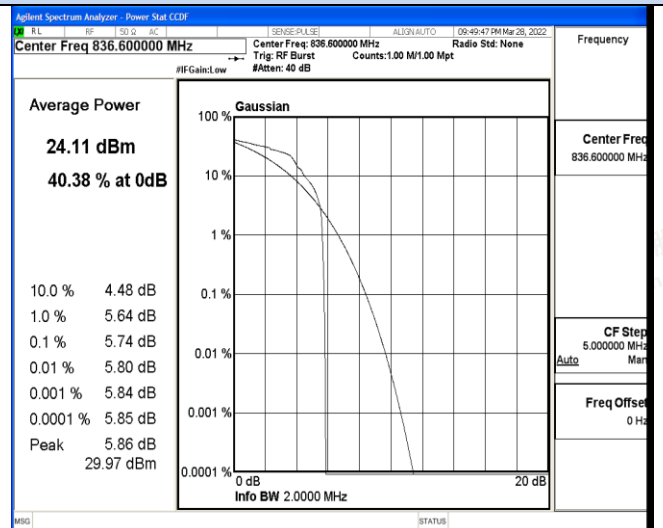 Agilent Spectrum Analyzer - Power Stat CCDF
RL RF 50 Ω AC SENSE:PULSE ALIGNAUTO 09:49:47 PM Mar 28, 2022
Center Freq 836.600000 MHz
Center Freq: 836.600000 MHz Radio Std: None
Trig: RF Burst Counts:1.00 M/1.00 Mpt
#IFGain:Low #Atten: 40 dB
Frequency
Average Power
24.11 dBm
40.38 % at 0dB
10.0 % 4.48 dB
1.0 % 5.64 dB
0.1 % 5.74 dB
0.01 % 5.80 dB
0.001 % 5.84 dB
0.0001 % 5.85 dB
Peak 5.86 dB
29.97 dBm
Gaussian
100 %
10 %
1 %
0.1 %
0.01 %
0.001 %
0.0001 %
0 dB 20 dB
Info BW 2.0000 MHz
Center Freq
836.600000 MHz
CF Step
5.000000 MHz
Auto Man
Freq Offset
0 Hz
MSG STATUS